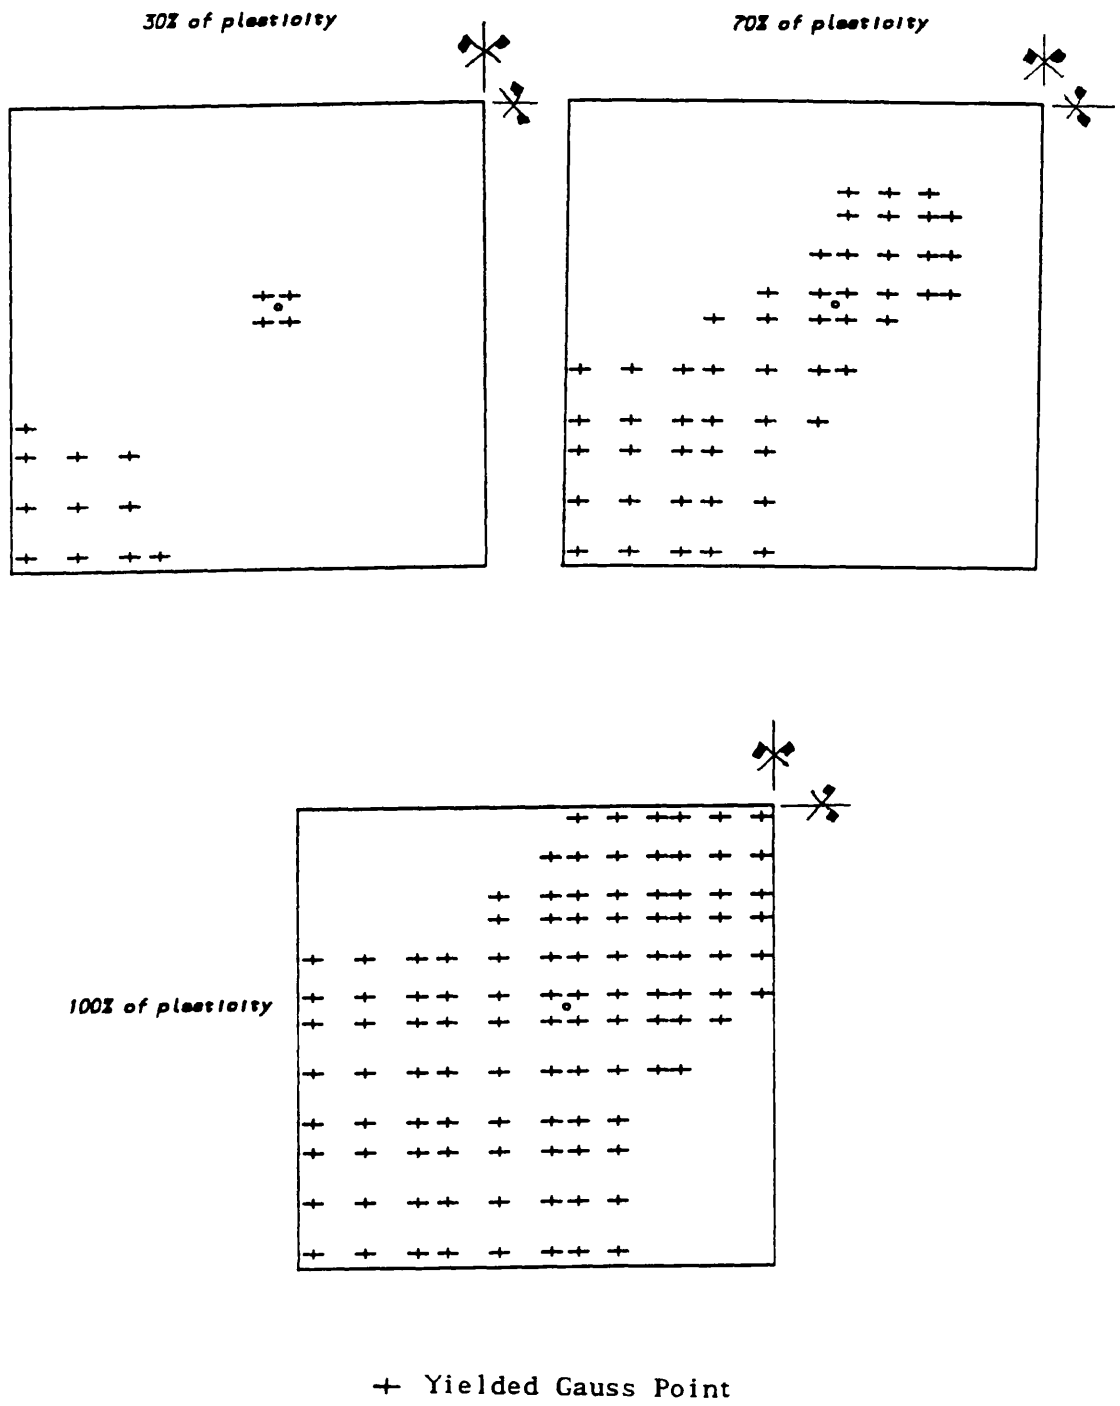 30% of plasticity
70% of plasticity
100% of plasticity
Yielded Gauss Point